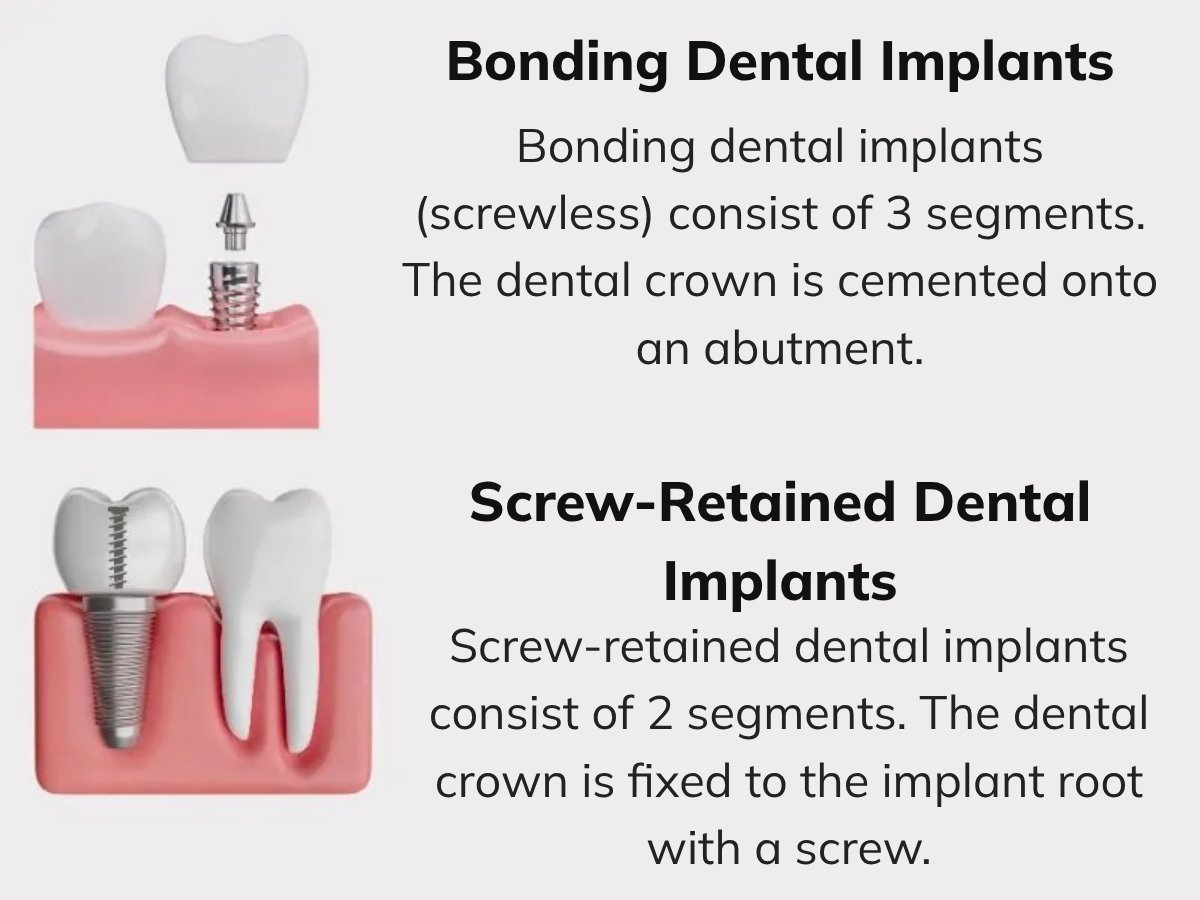 Bonding Dental Implants
Bonding dental implants
(screwless) consist of 3 segments.
The dental crown is cemented onto
an abutment.
Screw-Retained Dental
Implants
Screw-retained dental implants
consist of 2 segments. The dental
crown is fixed to the implant root
with a screw.